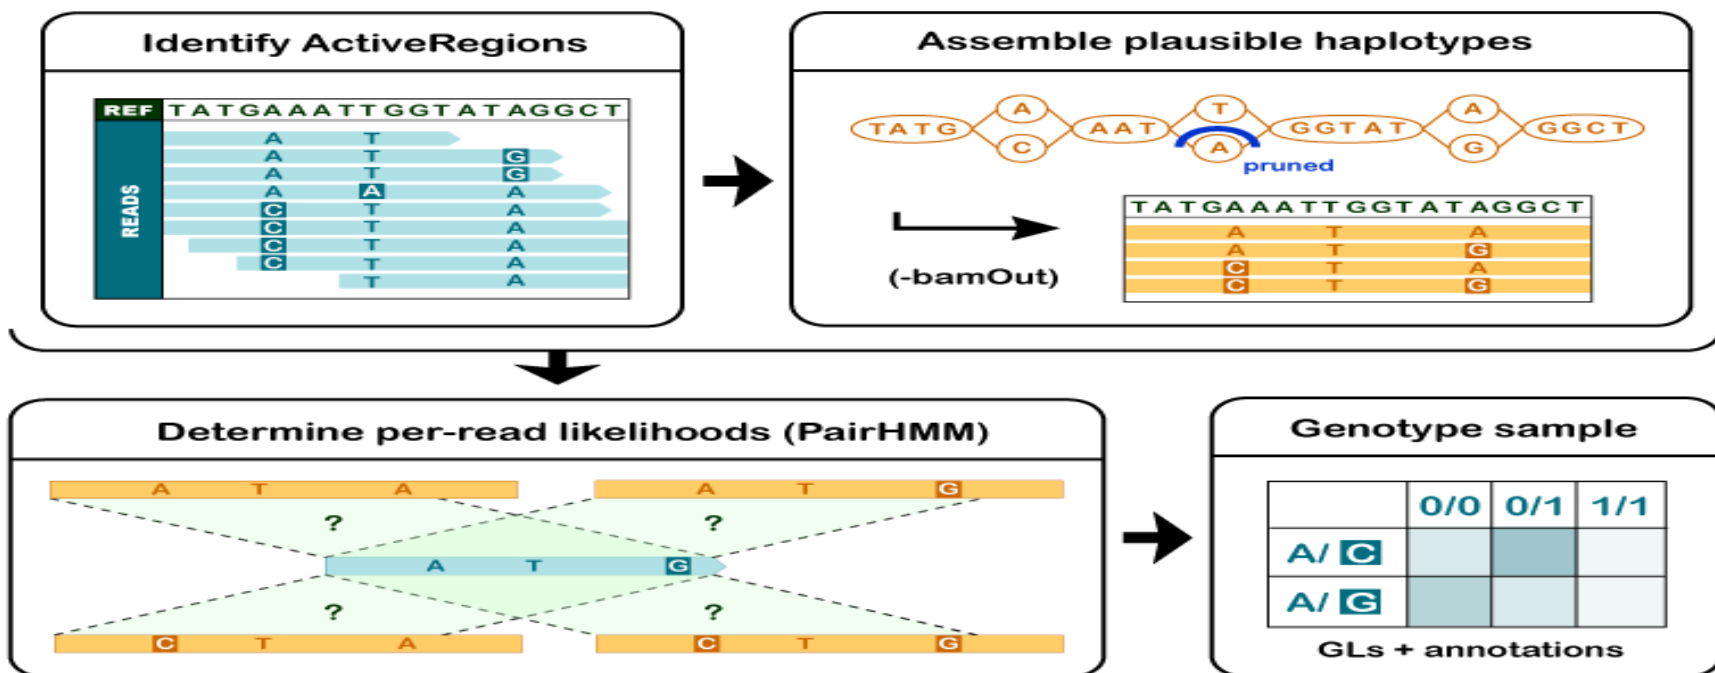 Identify ActiveRegions
REF TATGAAATTGGTATAGGCT
READS
A T
A T G
A T G
A A A
C T A
C T A
C T A
C T A
T A
Assemble plausible haplotypes
TATG A C AAT T A GGTAT A G GGCT
pruned
(-bamOut)
TATGAAATTGGTATAGGCT
A T A
A T G
C T A
C T G
Determine per-read likelihoods (PairHMM)
A T A A T G
? ?
A T G
? ?
C T A C T G
Genotype sample
0/0 0/1 1/1
A/ C
A/ G
GLs + annotations